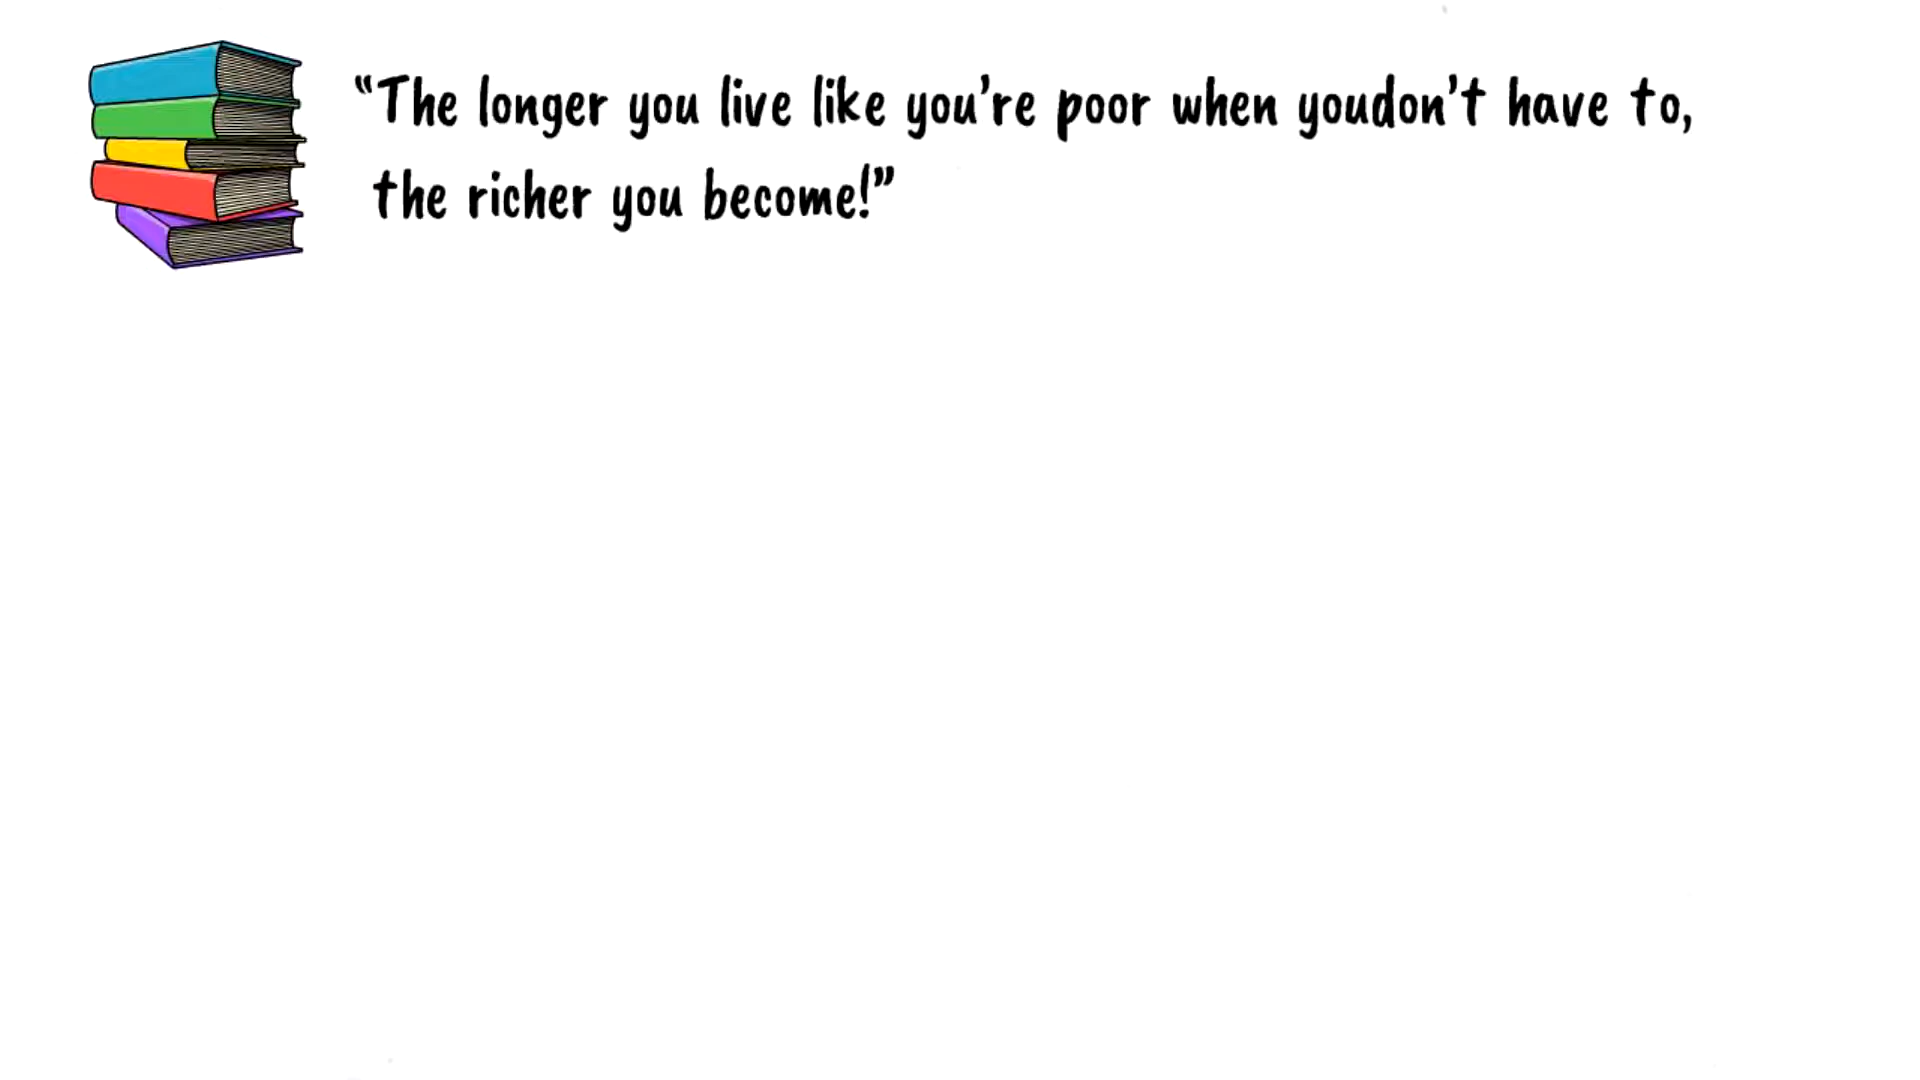 “The longer you live like you’re poor when youdon’t have to,
the richer you become!”